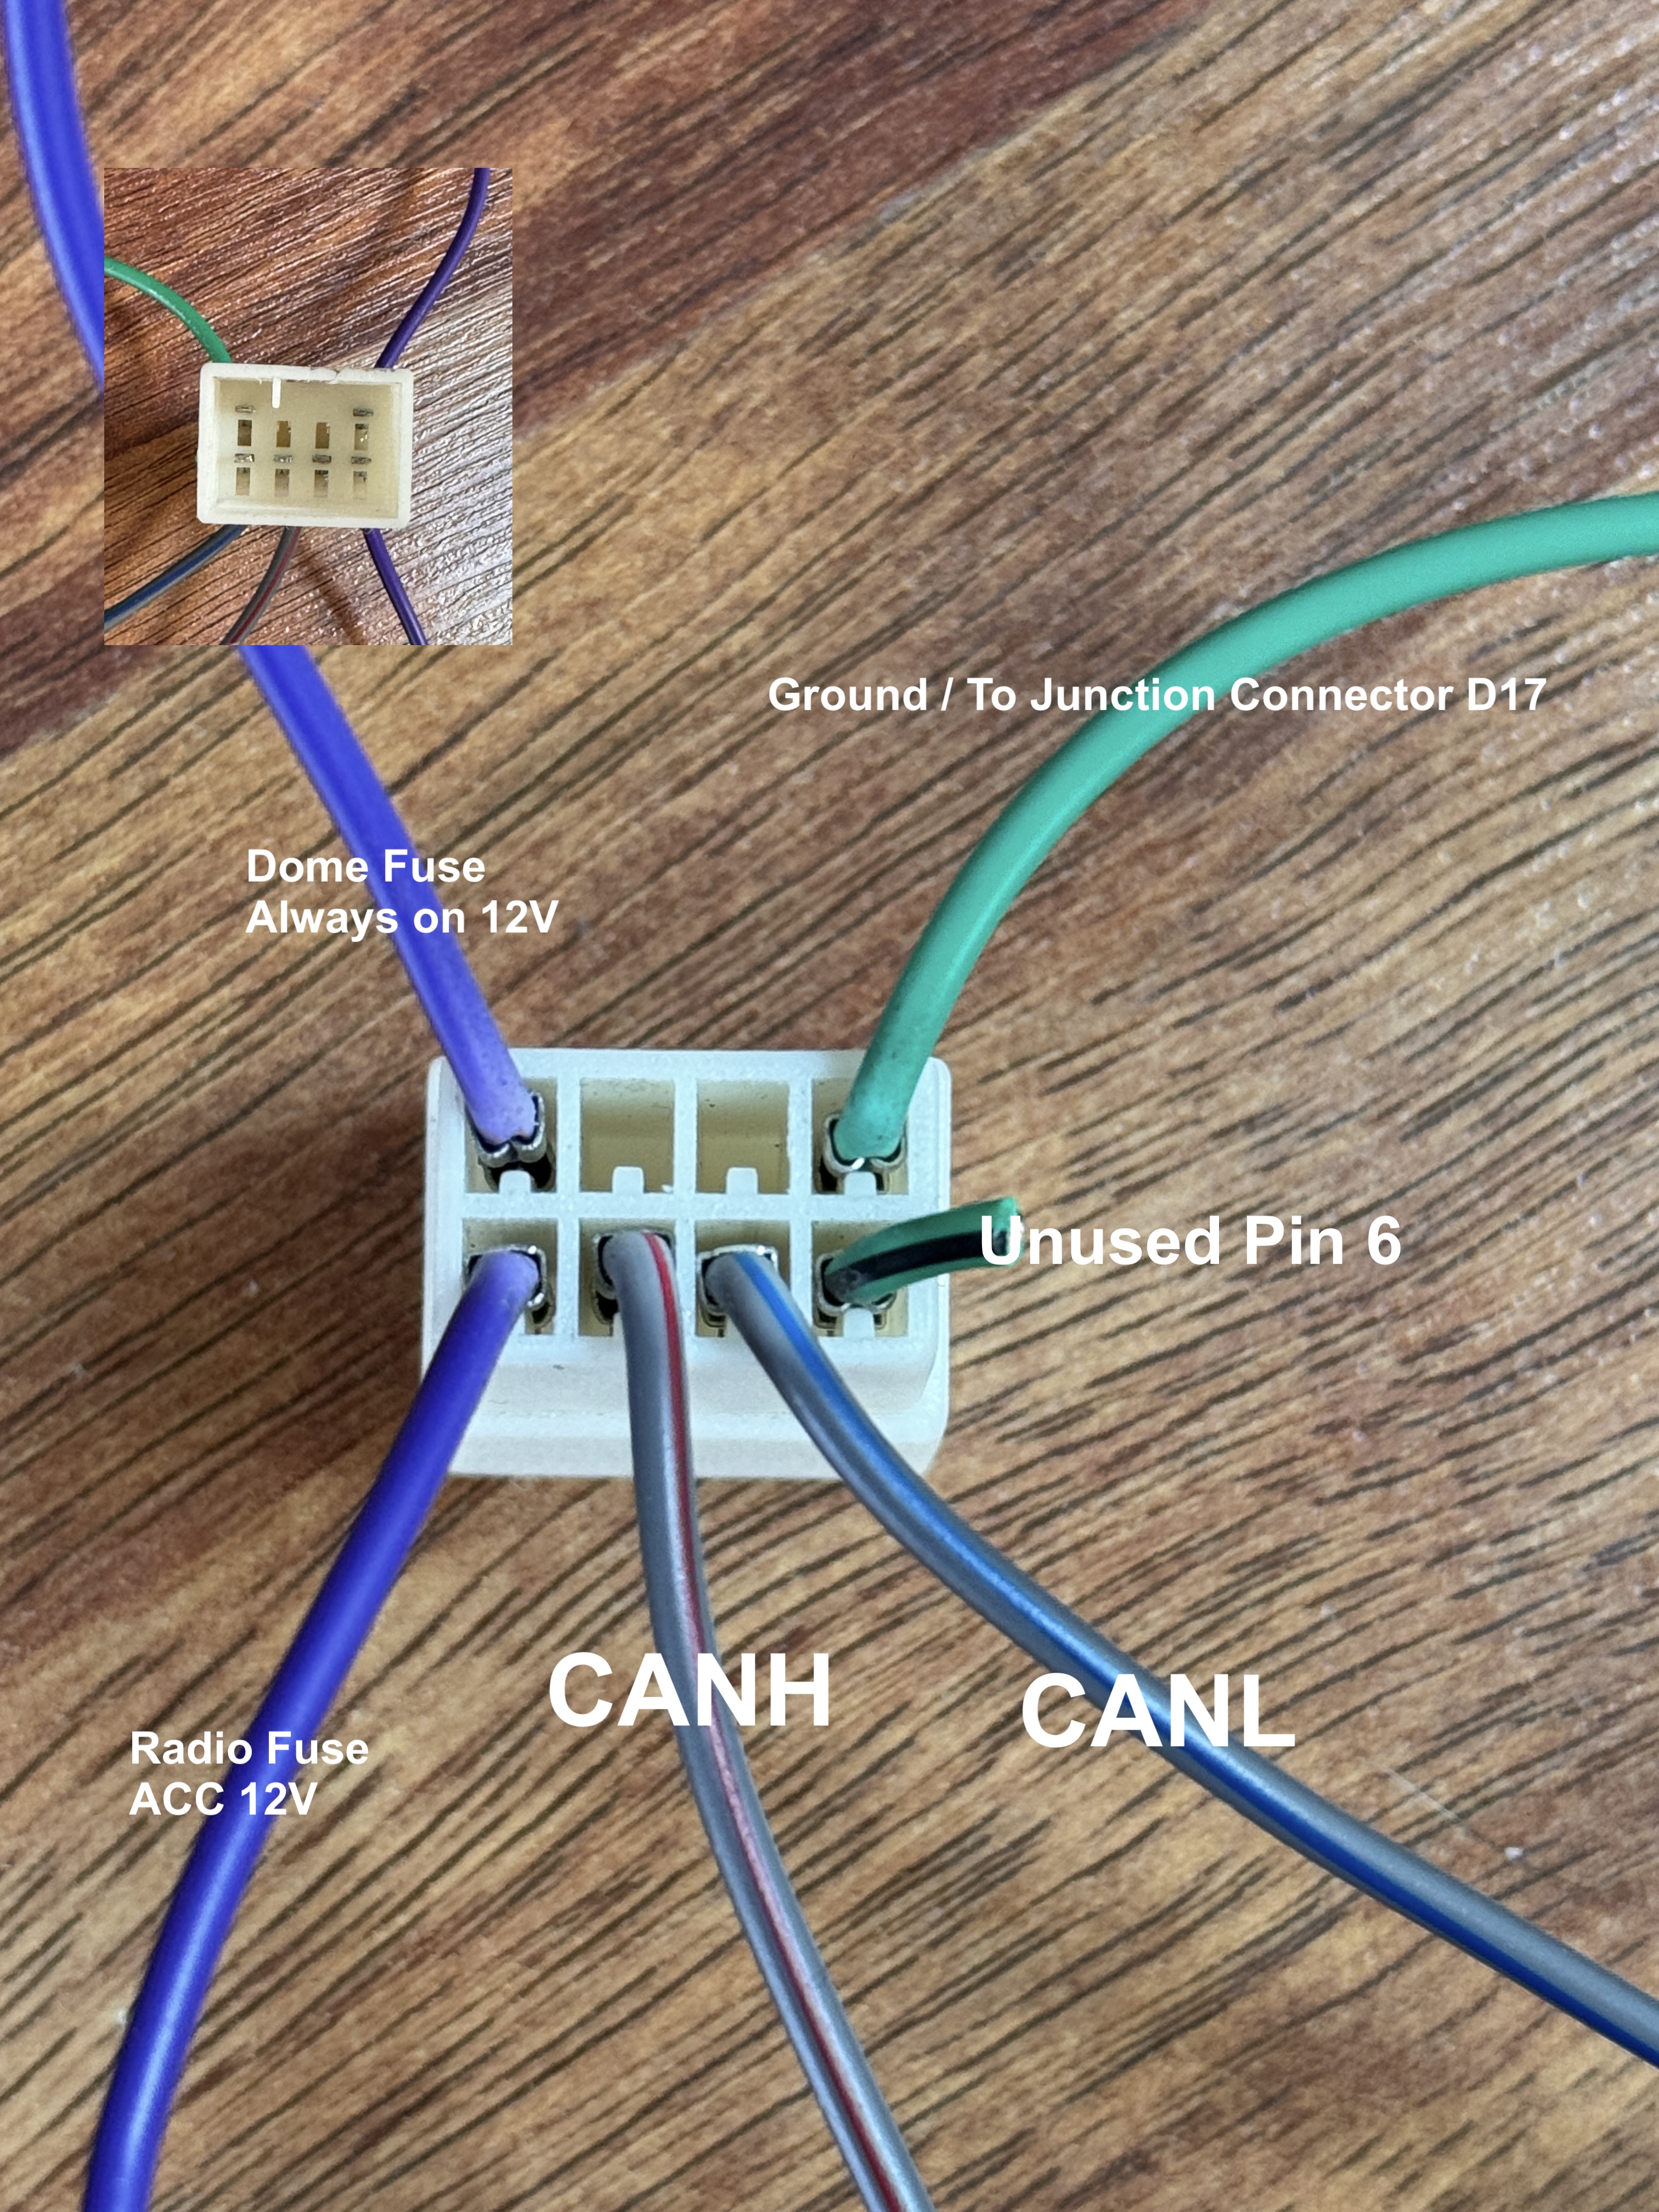 Ground / To Junction Connector D17
Dome Fuse
Always on 12V
Unused Pin 6
CANH
CANL
Radio Fuse
ACC 12V